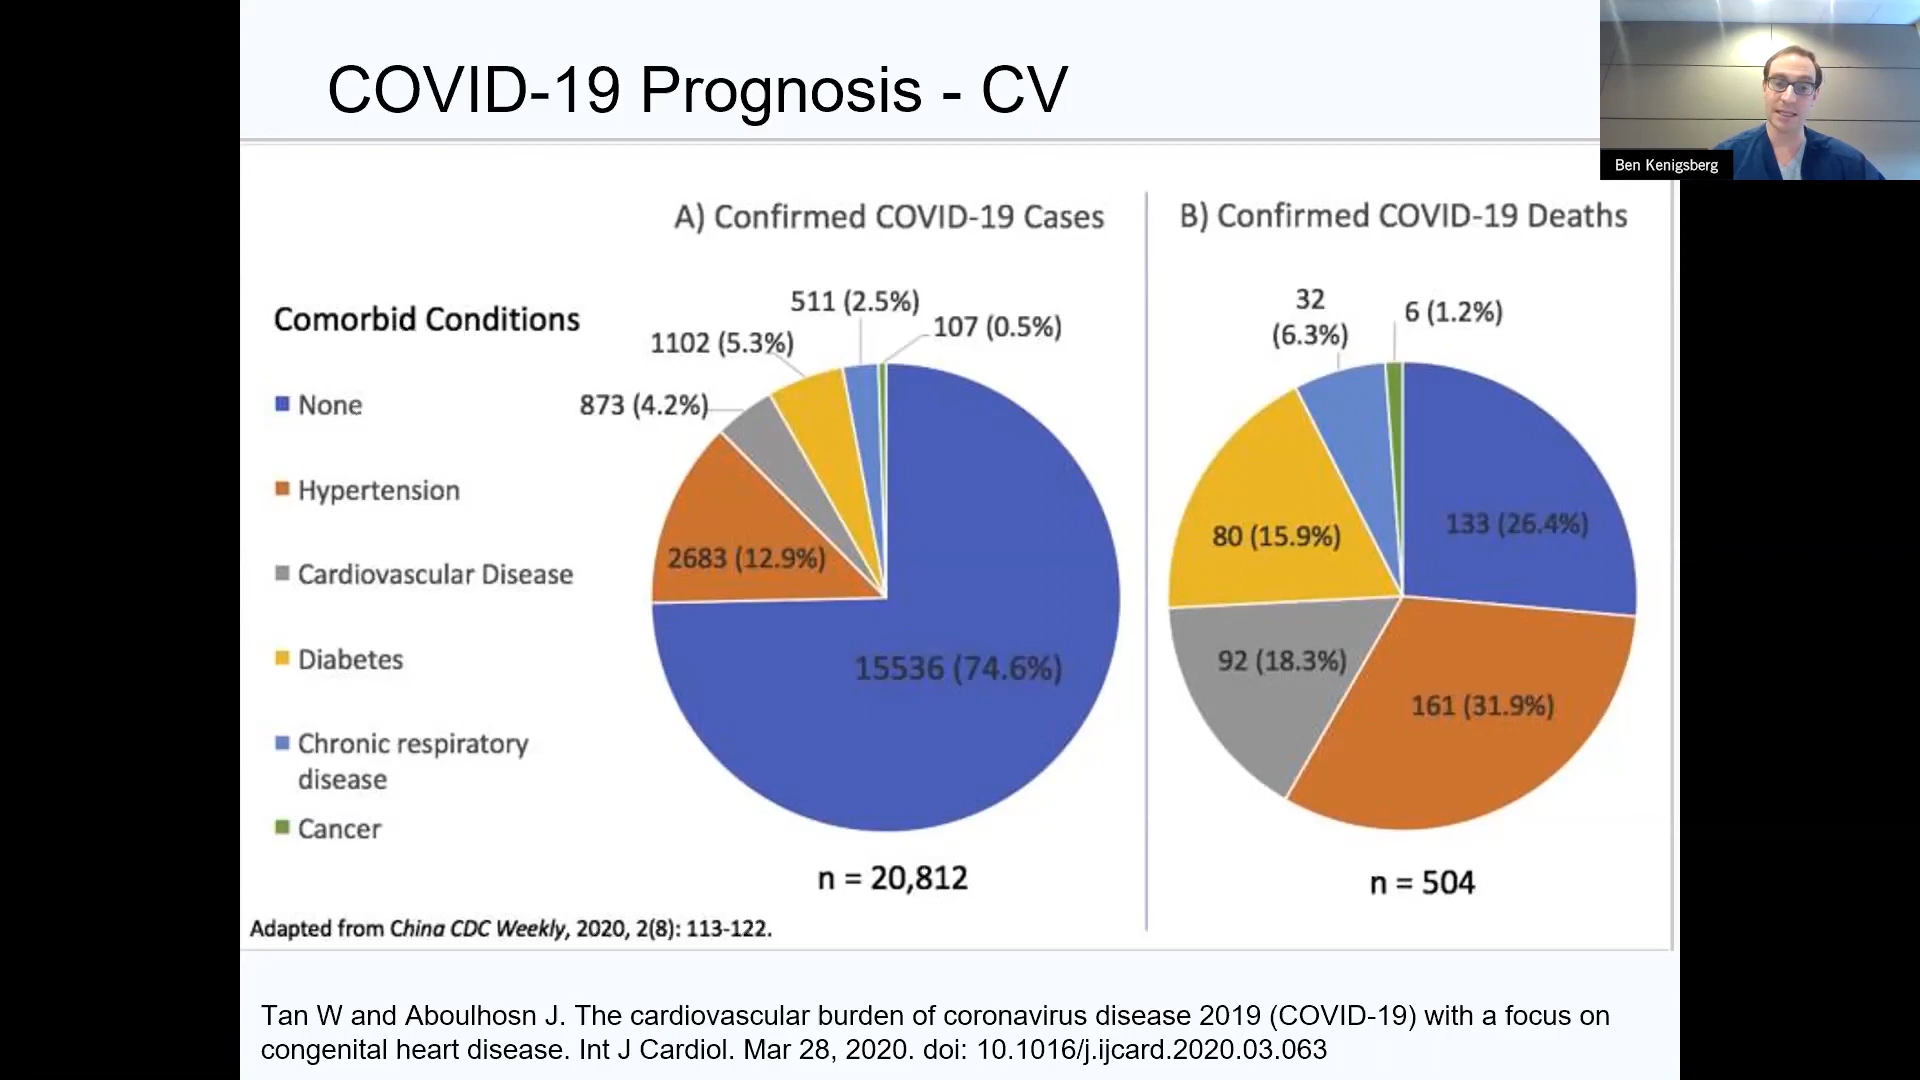 COVID-19 Prognosis - CV
Ben Kenigsberg
A) Confirmed COVID-19 Cases
B) Confirmed COVID-19 Deaths
Comorbid Conditions
None
Hypertension
Cardiovascular Disease
Diabetes
Chronic respiratory
disease
Cancer
511 (2.5%)
107 (0.5%)
1102 (5.3%)
873 (4.2%)
2683 (12.9%)
15536 (74.6%)
n = 20,812
32
(6.3%)
6 (1.2%)
80 (15.9%)
133 (26.4%)
92 (18.3%)
161 (31.9%)
n = 504
Adapted from China CDC Weekly, 2020, 2(8): 113-122.
Tan W and Aboulhosn J. The cardiovascular burden of coronavirus disease 2019 (COVID-19) with a focus on
congenital heart disease. Int J Cardiol. Mar 28, 2020. doi: 10.1016/j.ijcard.2020.03.063